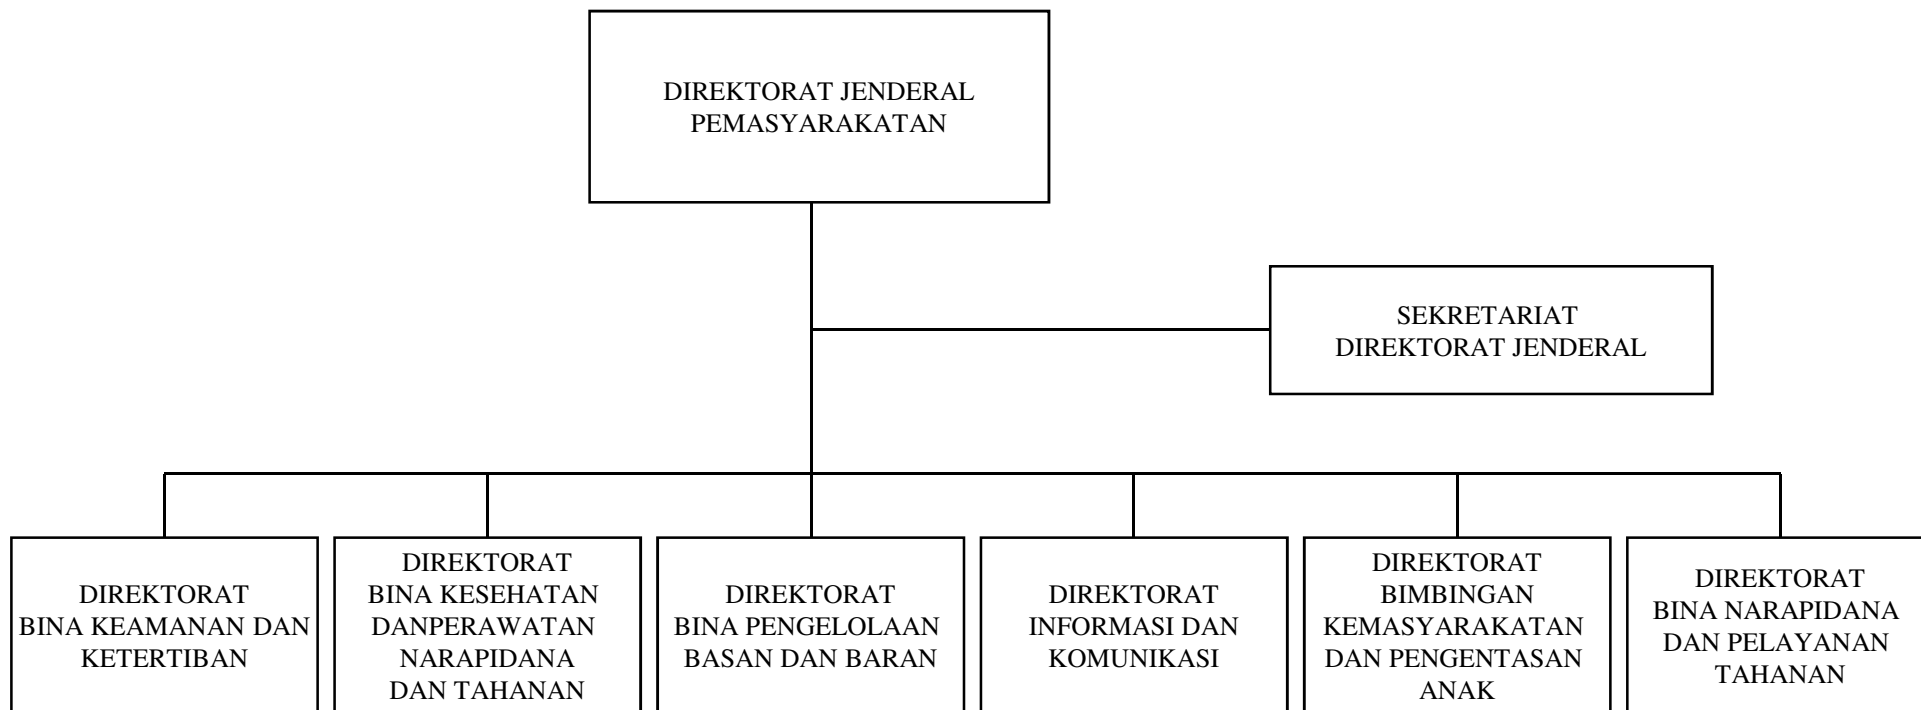 DIREKTORAT JENDERAL
PEMASYARAKATAN
SEKRETARIAT
DIREKTORAT JENDERAL
DIREKTORAT
BINA KEAMANAN DAN
KETERTIBAN
DIREKTORAT
BINA KESEHATAN
DANPERAWATAN
NARAPIDANA
DAN TAHANAN
DIREKTORAT
BINA PENGELOLAAN
BASAN DAN BARAN
DIREKTORAT
INFORMASI DAN
KOMUNIKASI
DIREKTORAT
BIMBINGAN
KEMASYARAKATAN
DAN PENGENTASAN
ANAK
DIREKTORAT
BINA NARAPIDANA
DAN PELAYANAN
TAHANAN